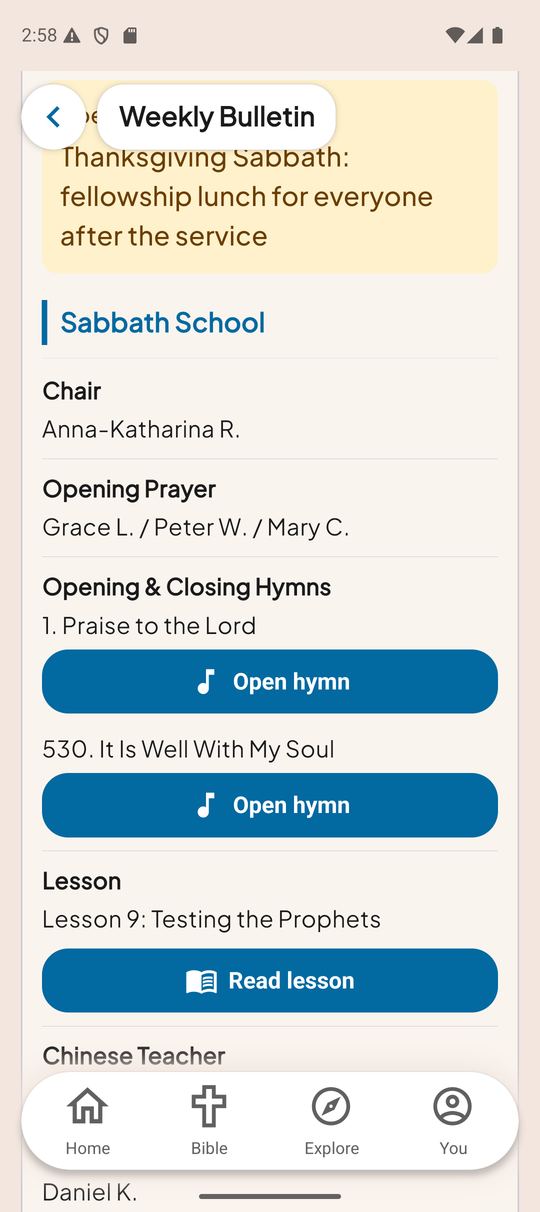 2:58
Weekly Bulletin
Thanksgiving Sabbath:
fellowship lunch for everyone
after the service
Sabbath School
Chair
Anna-Katharina R.
Opening Prayer
Grace L. / Peter W. / Mary C.
Opening & Closing Hymns
1. Praise to the Lord
Open hymn
530. It Is Well With My Soul
Open hymn
Lesson
Lesson 9: Testing the Prophets
Read lesson
Chinese Teacher
Home
Bible
Explore
You
Daniel K.